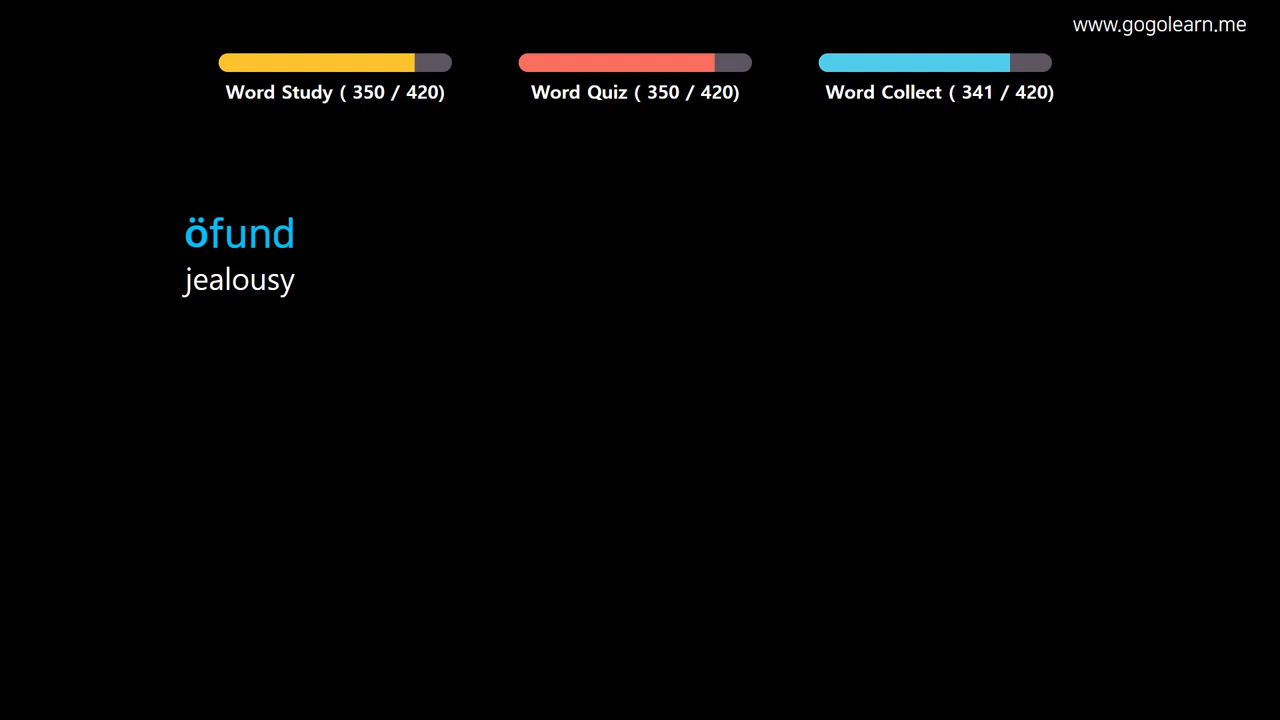 www.gogolearn.me
Word Study ( 350 / 420)
Word Quiz ( 350 / 420)
Word Collect ( 341 / 420)
öfund
jealousy